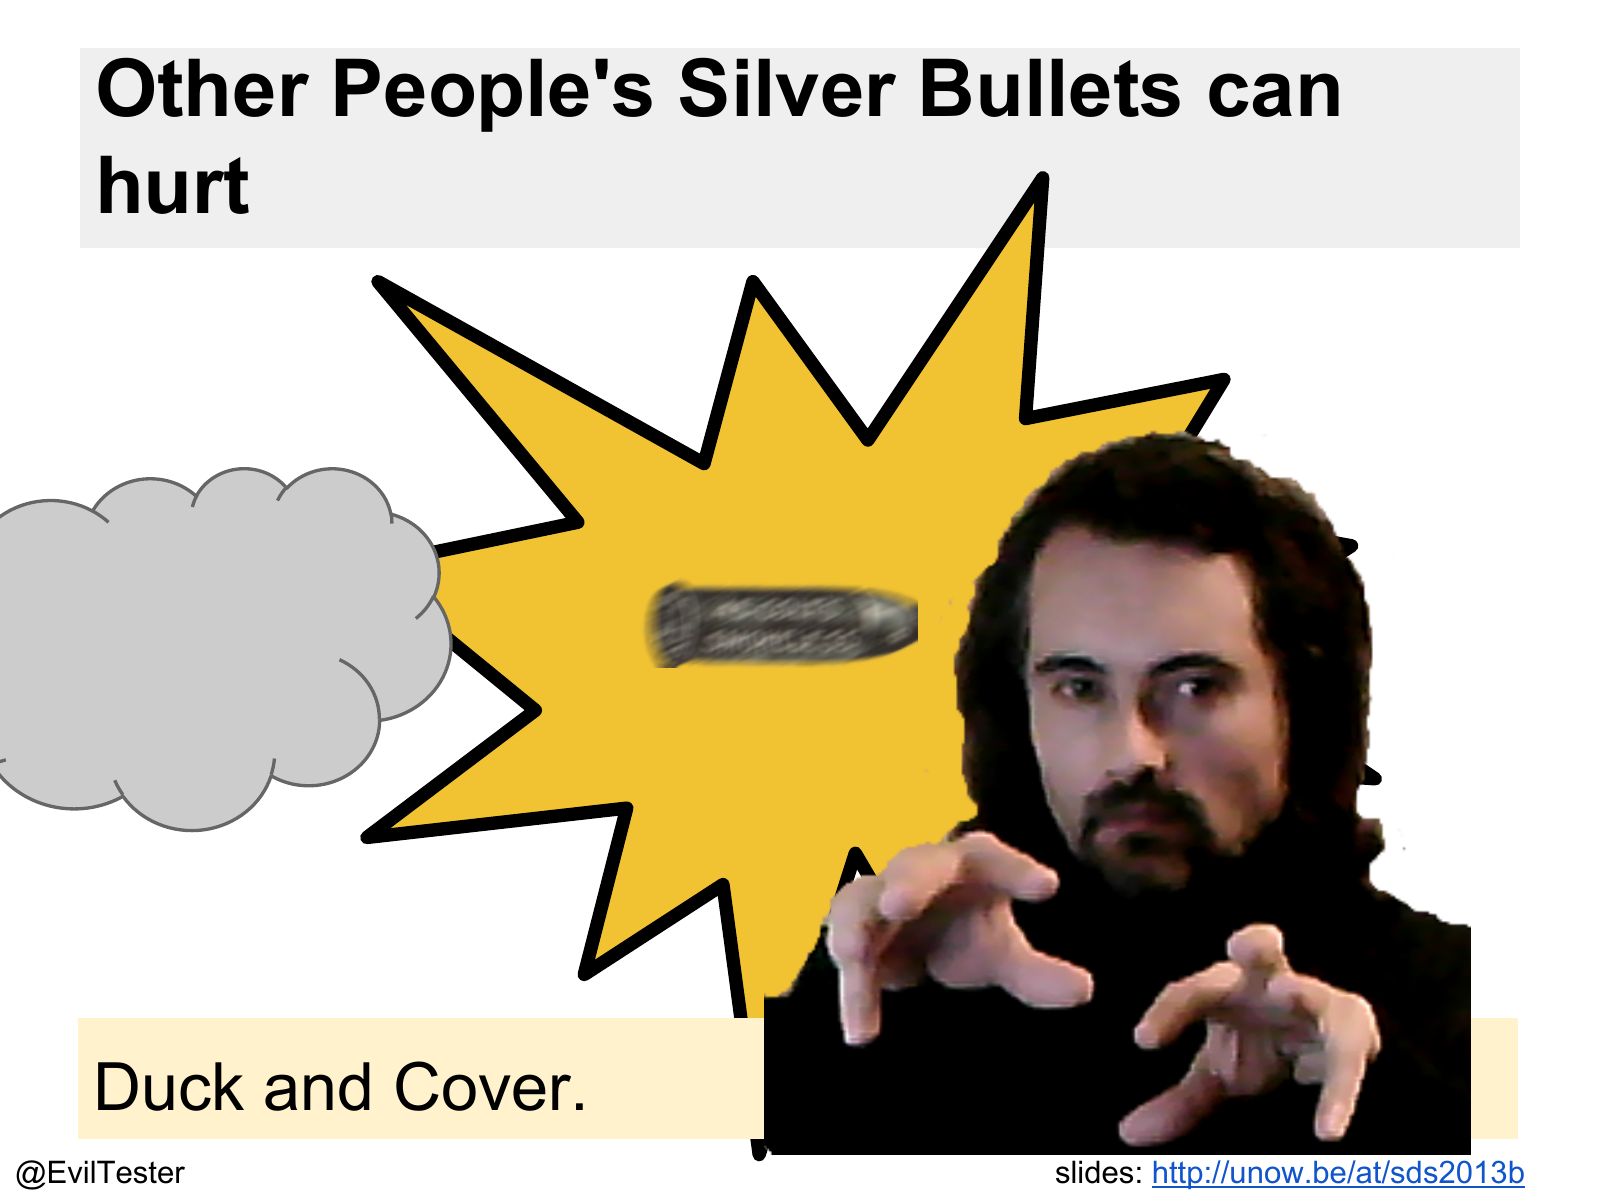 Other People's Silver Bullets can
hurt
Duck and Cover.
@EvilTester
slides: http://unow.be/at/sds2013b